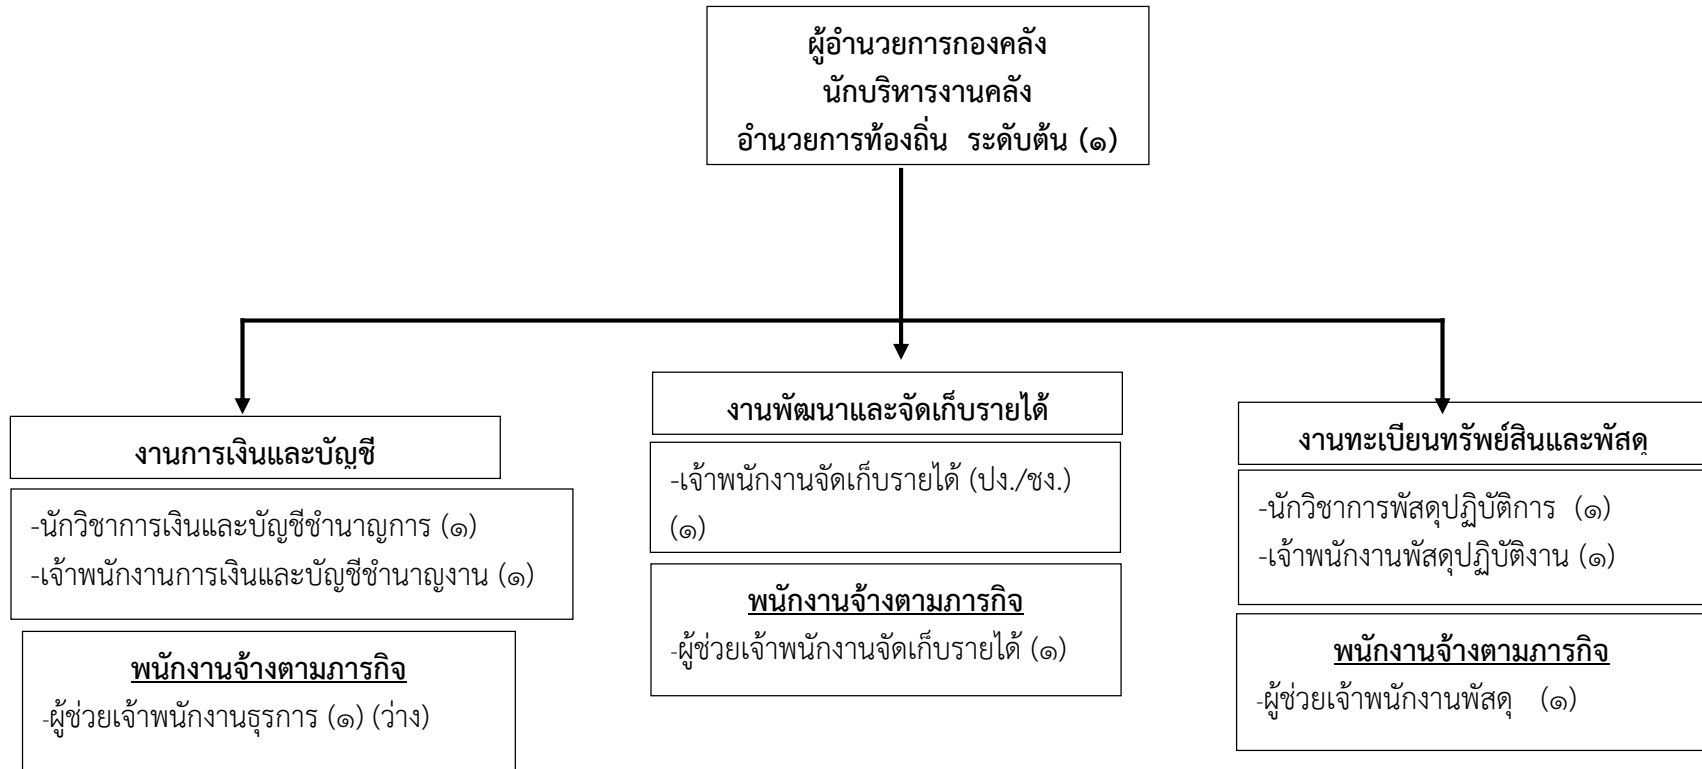 ผู้อำนวยการกองคลัง
นักบริหารงานคลัง
อำนวยการท้องถิ่น ระดับต้น (๑)
งานการเงินและบัญชี
-นักวิชาการเงินและบัญชีชำนาญการ (๑)
-เจ้าพนักงานการเงินและบัญชีชำนาญงาน (๑)
พนักงานจ้างตามภารกิจ
-ผู้ช่วยเจ้าพนักงานธุรการ (๑) (ว่าง)
งานพัฒนาและจัดเก็บรายได้
-เจ้าพนักงานจัดเก็บรายได้ (ปง./ชง.)
(๑)
พนักงานจ้างตามภารกิจ
-ผู้ช่วยเจ้าพนักงานจัดเก็บรายได้ (๑)
งานทะเบียนทรัพย์สินและพัสดุ
-นักวิชาการพัสดุปฏิบัติการ (๑)
-เจ้าพนักงานพัสดุปฏิบัติงาน (๑)
พนักงานจ้างตามภารกิจ
-ผู้ช่วยเจ้าพนักงานพัสดุ (๑)